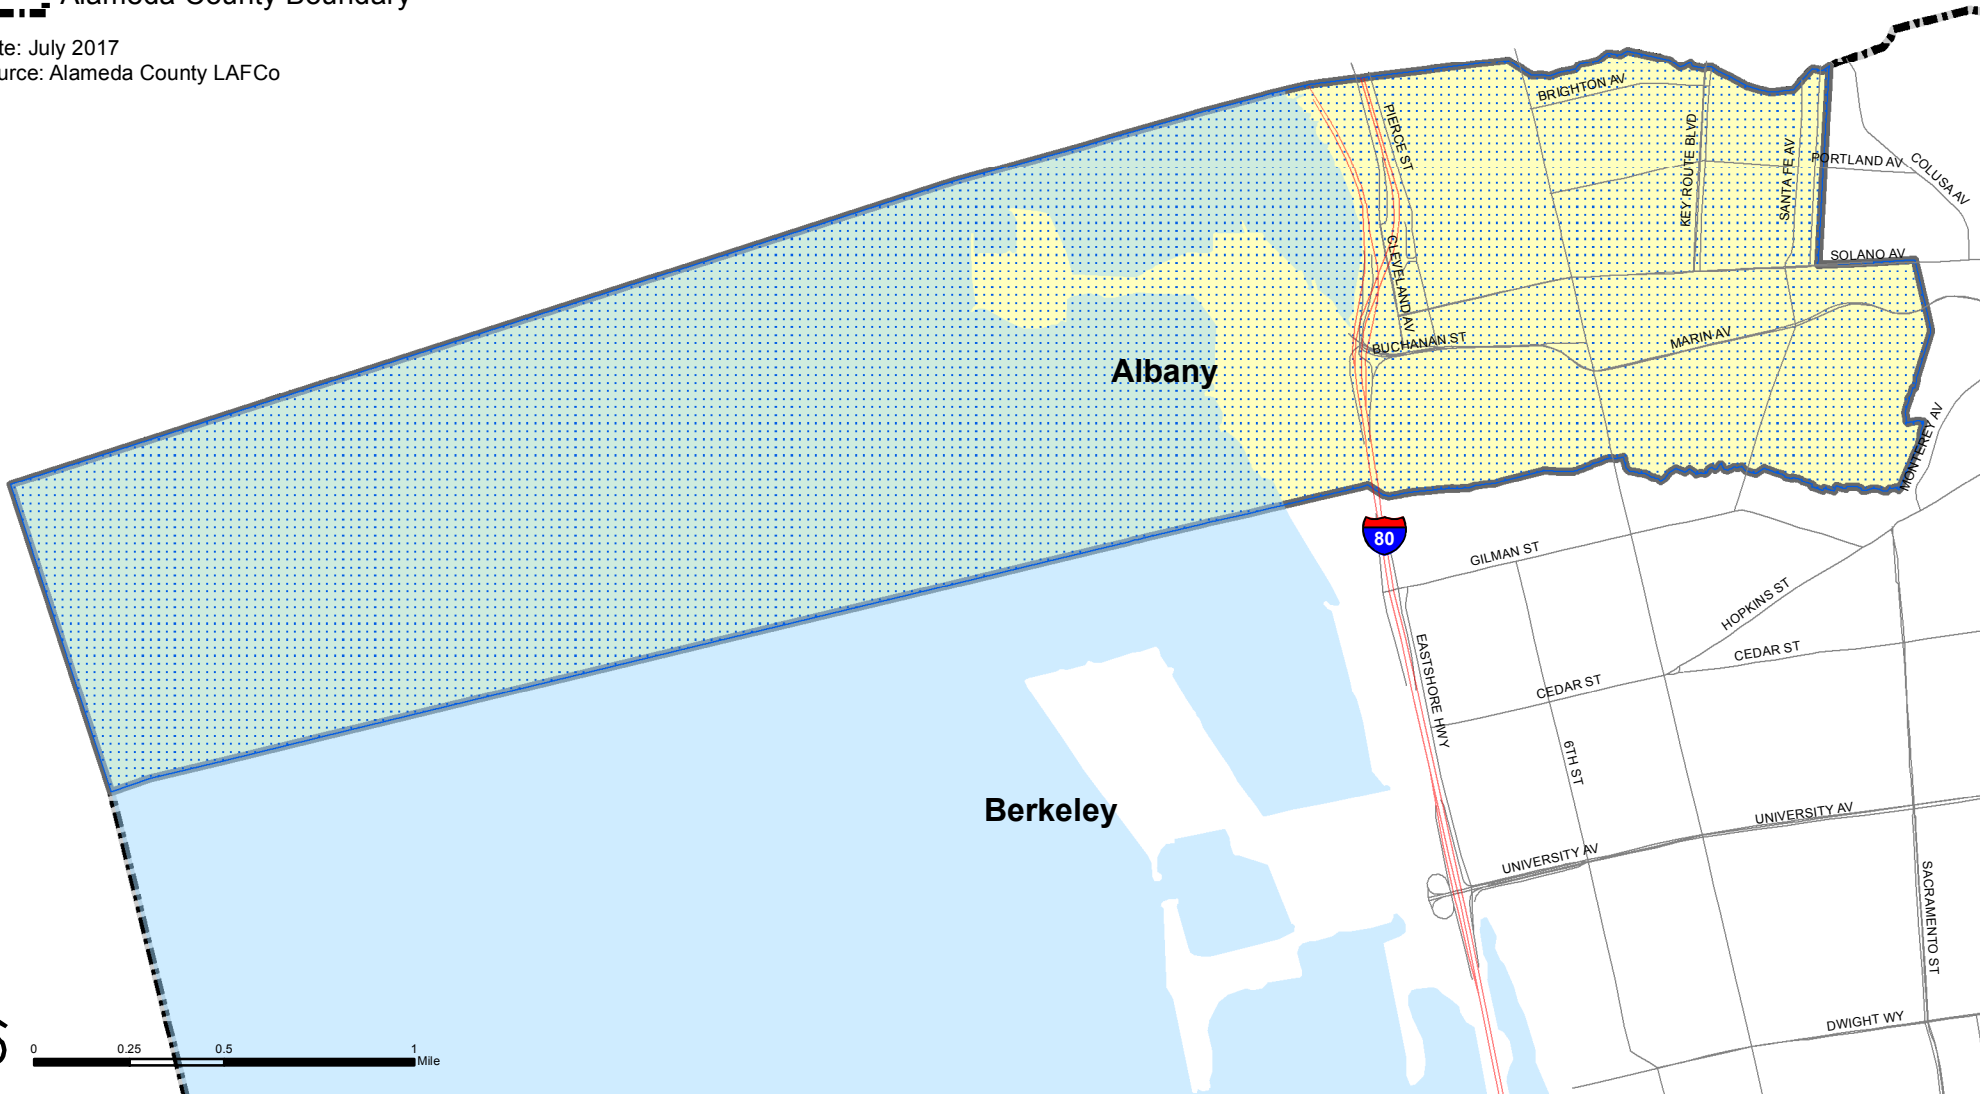 Alameda County Boundary
te: July 2017
urce: Alameda County LAFCo
BRIGHTON AV
PIERCE ST
KEY ROUTE BLVD
SANTA FE AV
PORTLAND AV
COLUSA AV
SOLANO AV
CLEVELAND AV
BUCHANAN ST
MARIN AV
Albany
MONTEREY AV
80
GILMAN ST
HOPKINS ST
EASTSHORE HWY
CEDAR ST
CEDAR ST
6TH ST
Berkeley
UNIVERSITY AV
UNIVERSITY AV
SACRAMENTO ST
DWIGHT WY
0 0.25 0.5 1
Mile